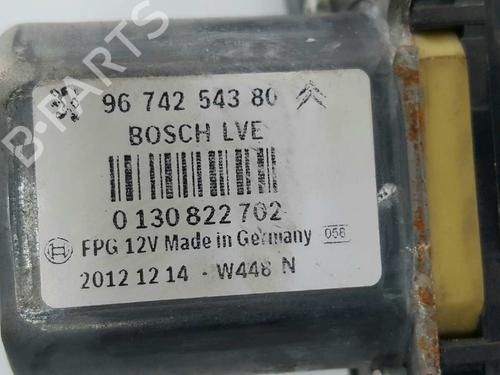 96 742 543 80
BOSCH LVE
0 130 822 702
FPG 12V Made in Germany 056
2012 12 14 - W448 N
B-PARTS